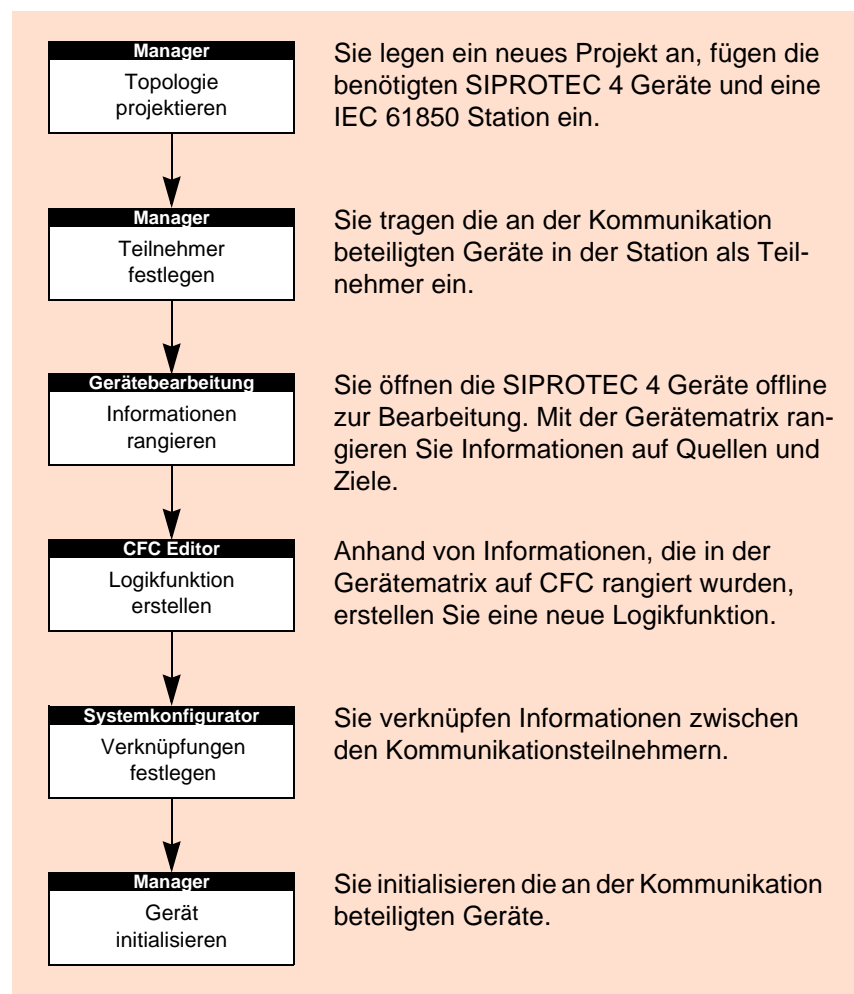 Manager
Topologie
projektieren
Sie legen ein neues Projekt an, fügen die
benötigten SIPROTEC 4 Geräte und eine
IEC 61850 Station ein.
Manager
Teilnehmer
festlegen
Sie tragen die an der Kommunikation
beteiligten Geräte in der Station als Teil-
nehmer ein.
Gerätebearbeitung
Informationen
rangieren
Sie öffnen die SIPROTEC 4 Geräte offline
zur Bearbeitung. Mit der Gerätematrix ran-
gieren Sie Informationen auf Quellen und
Ziele.
CFC Editor
Logikfunktion
erstellen
Anhand von Informationen, die in der
Gerätematrix auf CFC rangiert wurden,
erstellen Sie eine neue Logikfunktion.
Systemkonfigurator
Verknüpfungen
festlegen
Sie verknüpfen Informationen zwischen
den Kommunikationsteilnehmern.
Manager
Gerät
initialisieren
Sie initialisieren die an der Kommunikation
beteiligten Geräte.